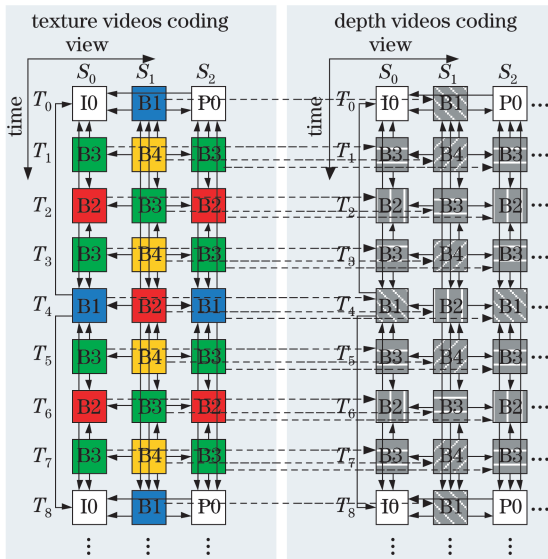 texture videos coding
depth videos coding
view
view
time
time
S0 S1 S2
S0 S1 S2
T0 I0 B1 P0
T0 I0 B1 P0 ...
T1 B3 B4 B3
T1 B3 B4 B3 ...
T2 B2 B3 B2
T2 B2 B3 B2 ...
T3 B3 B4 B3
T3 B3 B4 B3 ...
T4 B1 B2 B1
T4 B1 B2 B1 ...
T5 B3 B4 B3
T5 B3 B4 B3 ...
T6 B2 B3 B2
T6 B2 B3 B2 ...
T7 B3 B4 B3
T7 B3 B4 B3 ...
T8 I0 B1 P0
T8 I0 B1 P0 ...